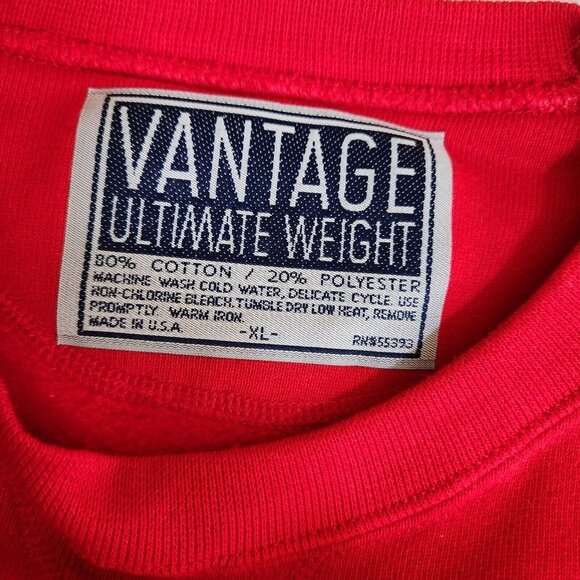 VANTAGE
ULTIMATE WEIGHT
80% COTTON / 20% POLYESTER
MACHINE WASH COLD WATER, DELICATE CYCLE. USE
NON-CHLORINE BLEACH. TUMBLE DRY LOW HEAT, REMOVE
PROMPTLY. WARM IRON.
MADE IN U.S.A. -XL- RN#55393